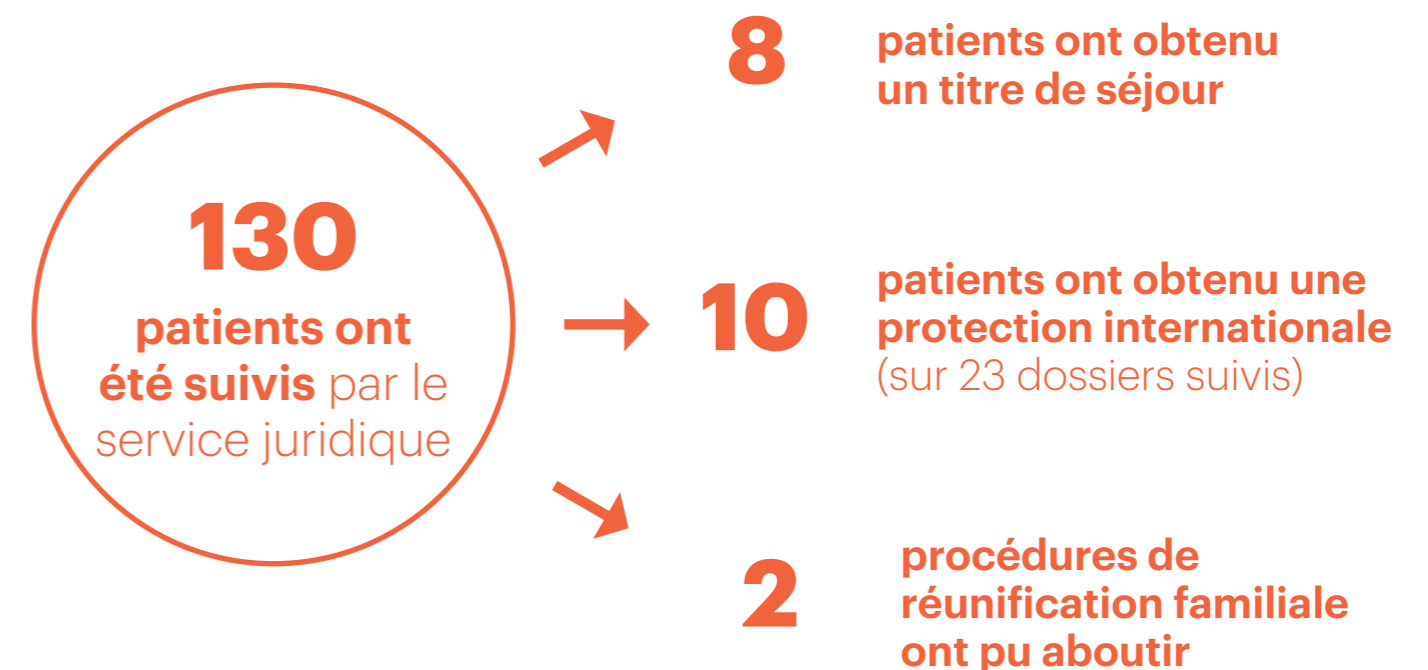 130
patients ont
été suivis par le
service juridique
8
patients ont obtenu
un titre de séjour
10
patients ont obtenu une
protection internationale
(sur 23 dossiers suivis)
2
procédures de
réunification familiale
ont pu aboutir